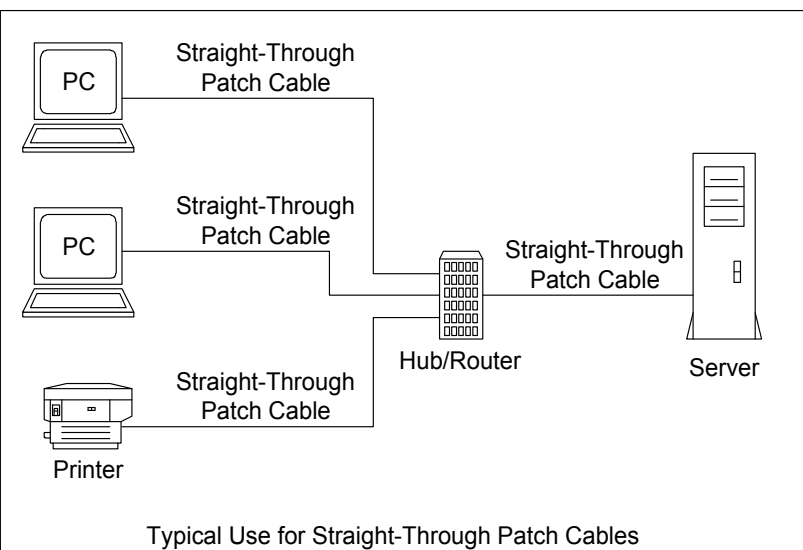 PC
Straight-Through
Patch Cable
PC
Straight-Through
Patch Cable
Straight-Through
Patch Cable
Hub/Router
Server
Straight-Through
Patch Cable
Printer
Typical Use for Straight-Through Patch Cables